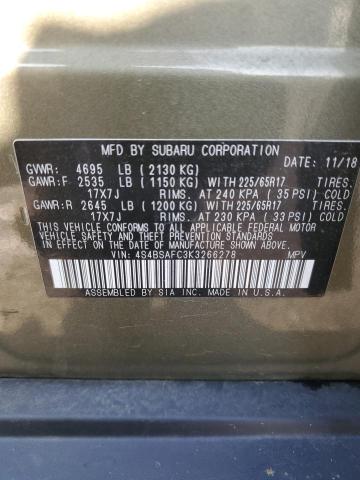 MFD BY SUBARU CORPORATION
DATE: 11/18
GVWR: 4695 LB (2130 KG)
GAWR:F 2535 LB (1150 KG) WITH 225/65R17 TIRES.
17X7J RIMS. AT 240 KPA (35 PSI) COLD
GAWR:R 2645 LB (1200 KG) WITH 225/65R17 TIRES.
17X7J RIMS. AT 230 KPA (33 PSI) COLD
THIS VEHICLE CONFORMS TO ALL APPLICABLE FEDERAL MOTOR
VEHICLE SAFETY AND BUMPER AND THEFT PREVENTION
STANDARDS IN EFFECT ON THE DATE OF MANUFACTURE SHOWN ABOVE.
VIN: 4S4BSAFC3K3266278 MPV
ASSEMBLED BY SIA INC. MADE IN U.S.A.